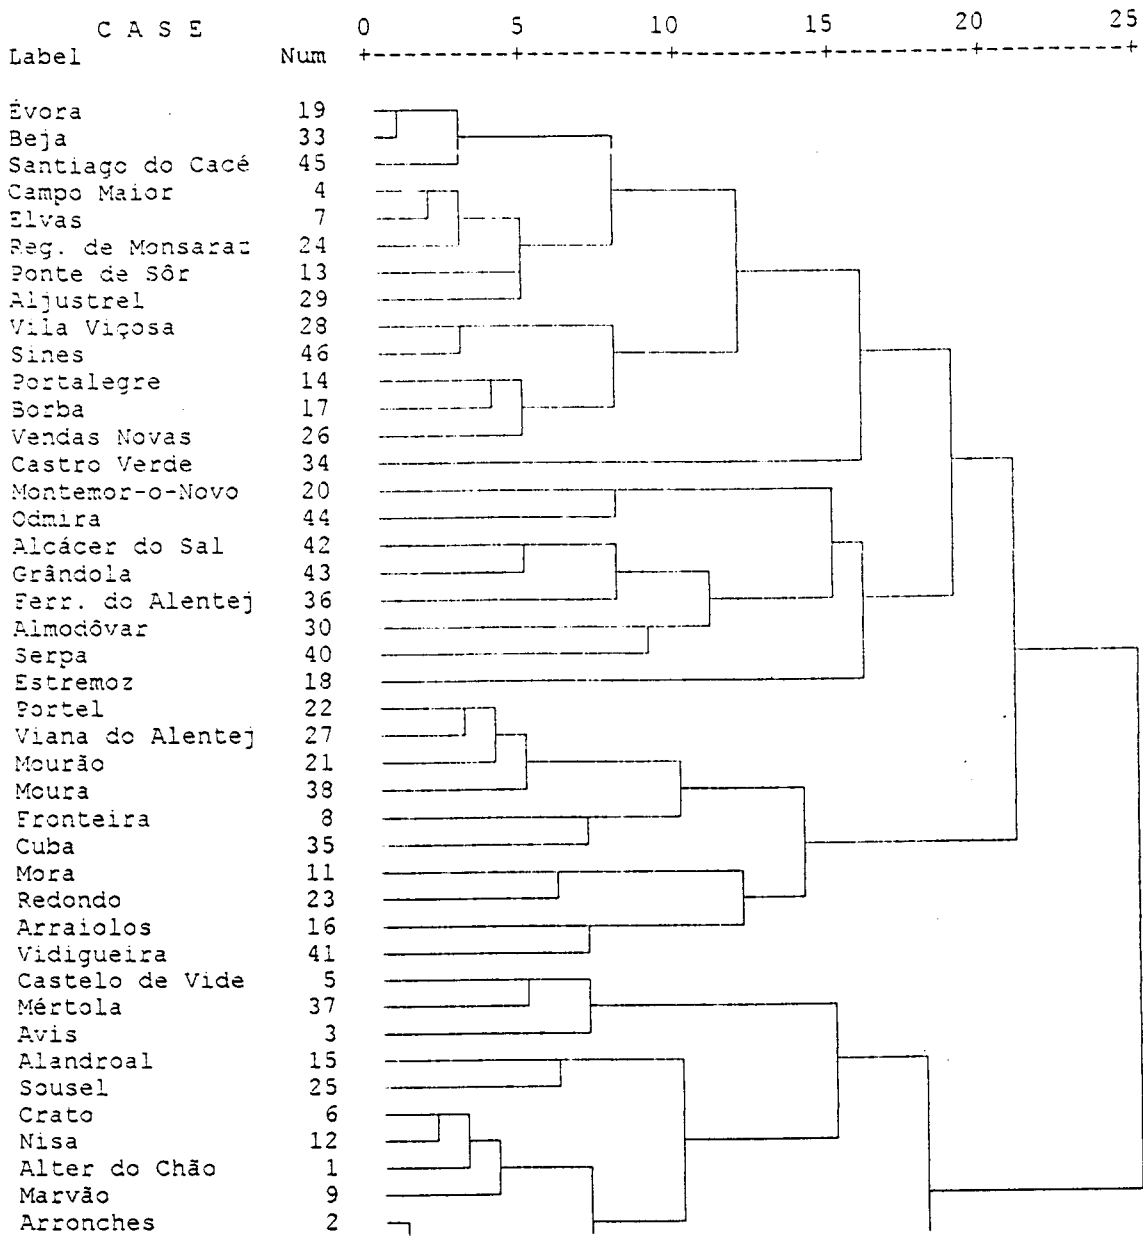 C A S E 0 5 10 15 20 25
Label Num +---------+---------+---------+---------+---------+
Évora 19
Beja 33
Santiago do Cacé 45
Campo Maior 4
Elvas 7
Reg. de Monsaraz 24
Ponte de Sôr 13
Aljustrel 29
Vila Viçosa 28
Sines 46
Portalegre 14
Borba 17
Vendas Novas 26
Castro Verde 34
Montemor-o-Novo 20
Odmira 44
Alcácer do Sal 42
Grândola 43
Ferr. do Alentej 36
Almodôvar 30
Serpa 40
Estremoz 18
Portel 22
Viana do Alentej 27
Mourão 21
Moura 38
Fronteira 8
Cuba 35
Mora 11
Redondo 23
Arraiolos 16
Vidigueira 41
Castelo de Vide 5
Mértola 37
Avis 3
Alandroal 15
Sousel 25
Crato 6
Nisa 12
Alter do Chão 1
Marvão 9
Arronches 2